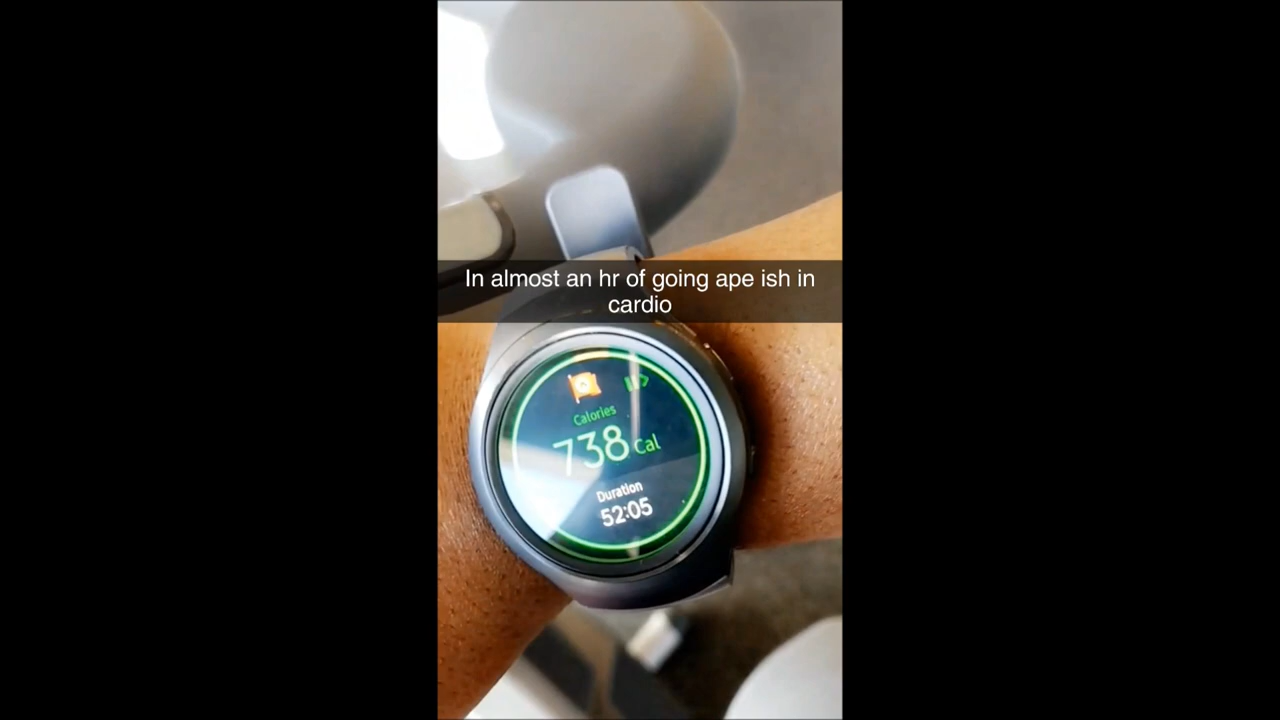 In almost an hr of going ape ish in
cardio
Calories
738 Cal
Duration
52:05